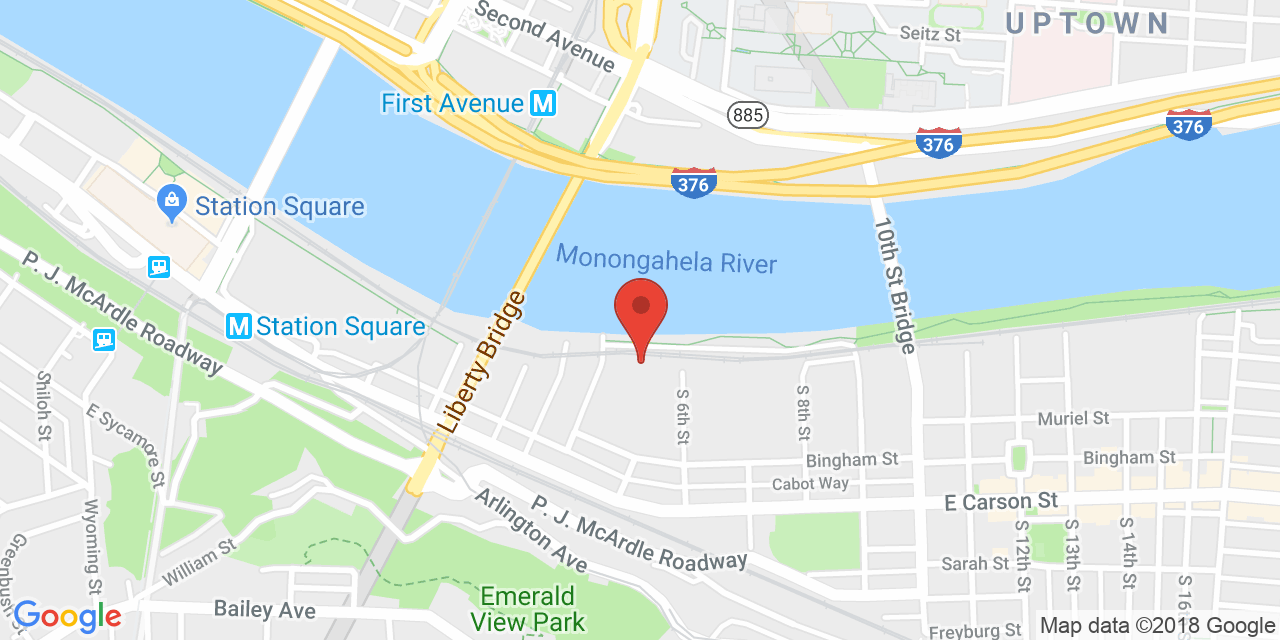 Second Avenue
Seitz St
UPTOWN
First Avenue M
885
376
376
376
Station Square
10th St Bridge
Monongahela River
P. J. McArdle Roadway
M Station Square
Liberty Bridge
Shiloh St
E Sycamore St
S 6th St
S 8th St
Muriel St
Bingham St
Bingham St
Cabot Way
E Carson St
Wyoming St
Arlington Ave
P. J. McArdle Roadway
S 12th St
S 13th St
S 14th St
S 16t
Greenbush St
William St
Sarah St
Emerald
View Park
Bailey Ave
Google
Freyburg St
Map data ©2018 Google